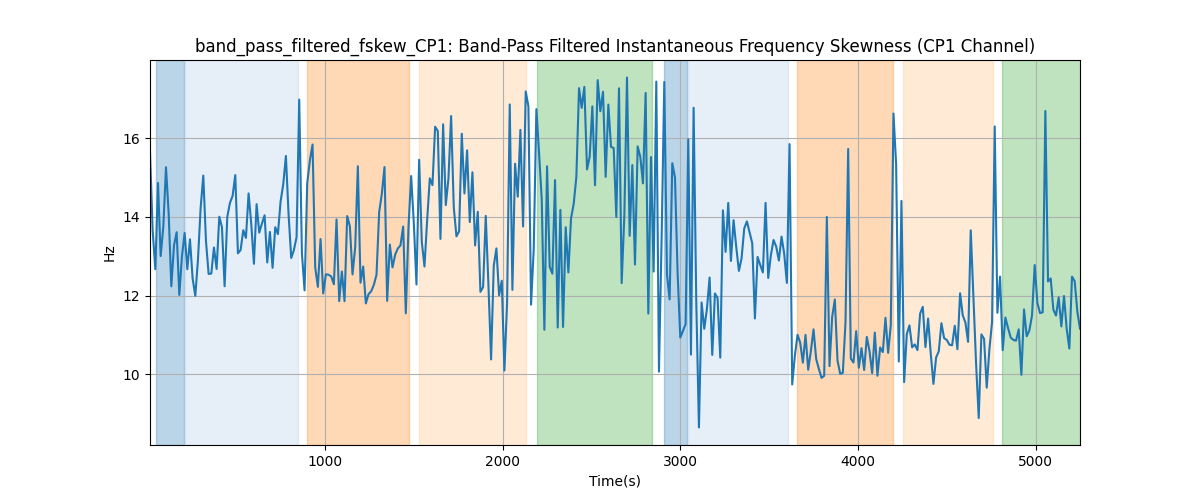 band_pass_filtered_fskew_CP1: Band-Pass Filtered Instantaneous Frequency Skewness (CP1 Channel)
16
14
12
10
Hz
1000 2000 3000 4000 5000
Time(s)